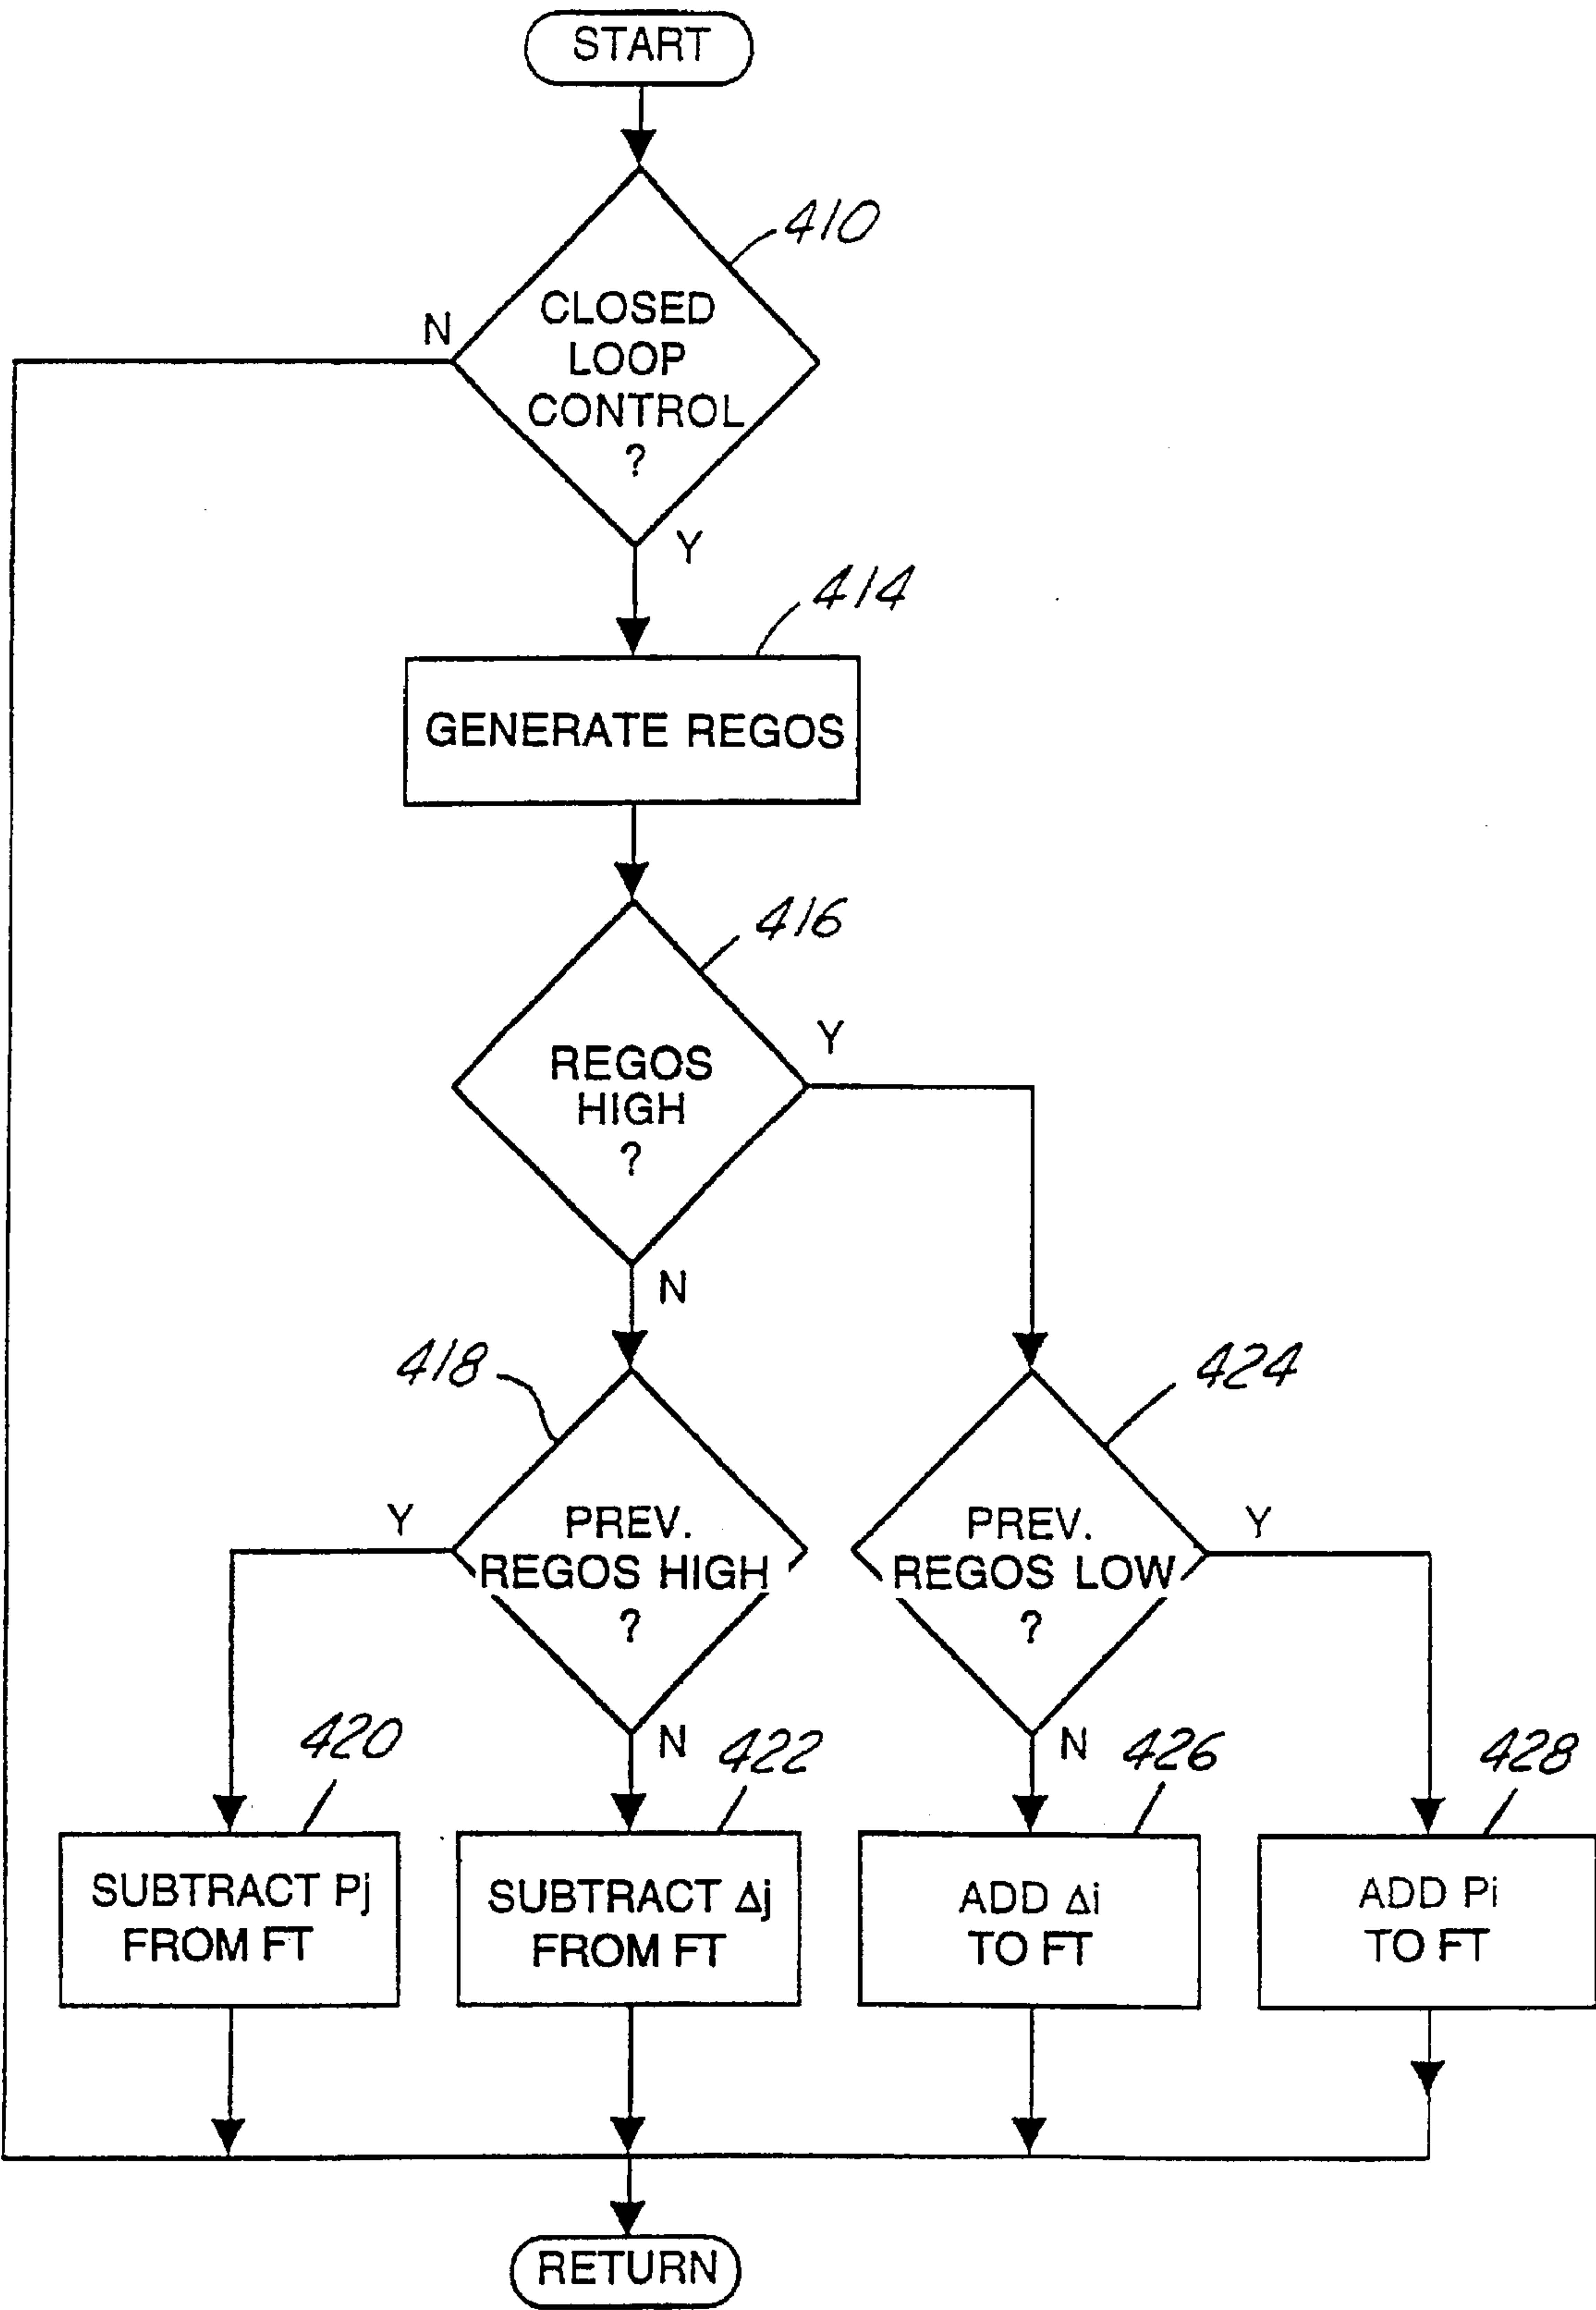 START
410
N
CLOSED
LOOP
CONTROL
?
Y
414
GENERATE REGOS
416
Y
REGOS
HIGH
?
N
418
424
Y
PREV.
REGOS HIGH
?
Y
PREV.
REGOS LOW
?
420
N
422
N
426
428
SUBTRACT Pj
FROM FT
SUBTRACT Δj
FROM FT
ADD Δi
TO FT
ADD Pi
TO FT
RETURN